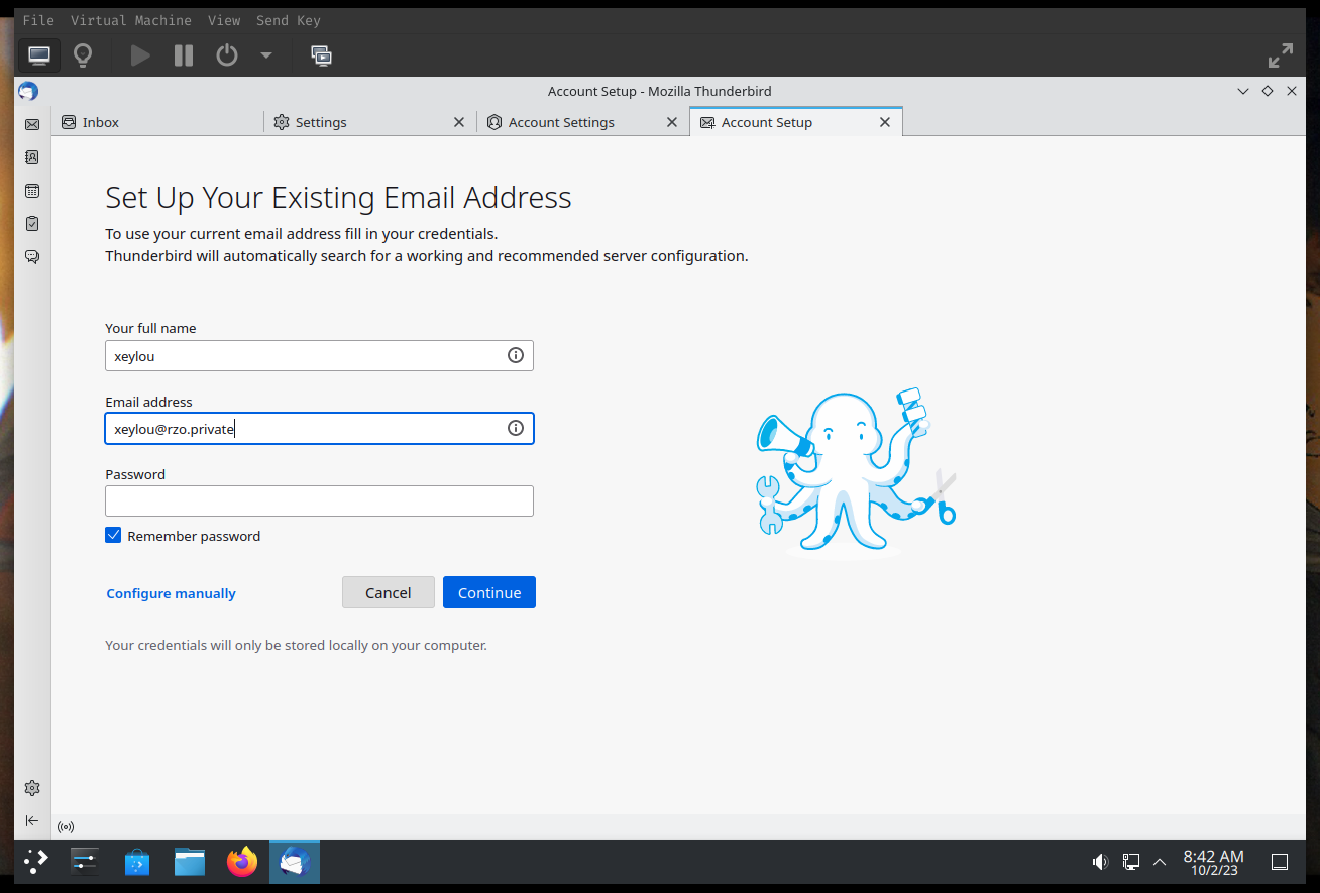 File Virtual Machine View Send Key
Account Setup - Mozilla Thunderbird
Inbox Settings Account Settings Account Setup
Set Up Your Existing Email Address
To use your current email address fill in your credentials.
Thunderbird will automatically search for a working and recommended server configuration.
Your full name
xeylou
Email address
xeylou@rzo.private
Password
Remember password
Configure manually Cancel Continue
Your credentials will only be stored locally on your computer.
8:42 AM
10/2/23